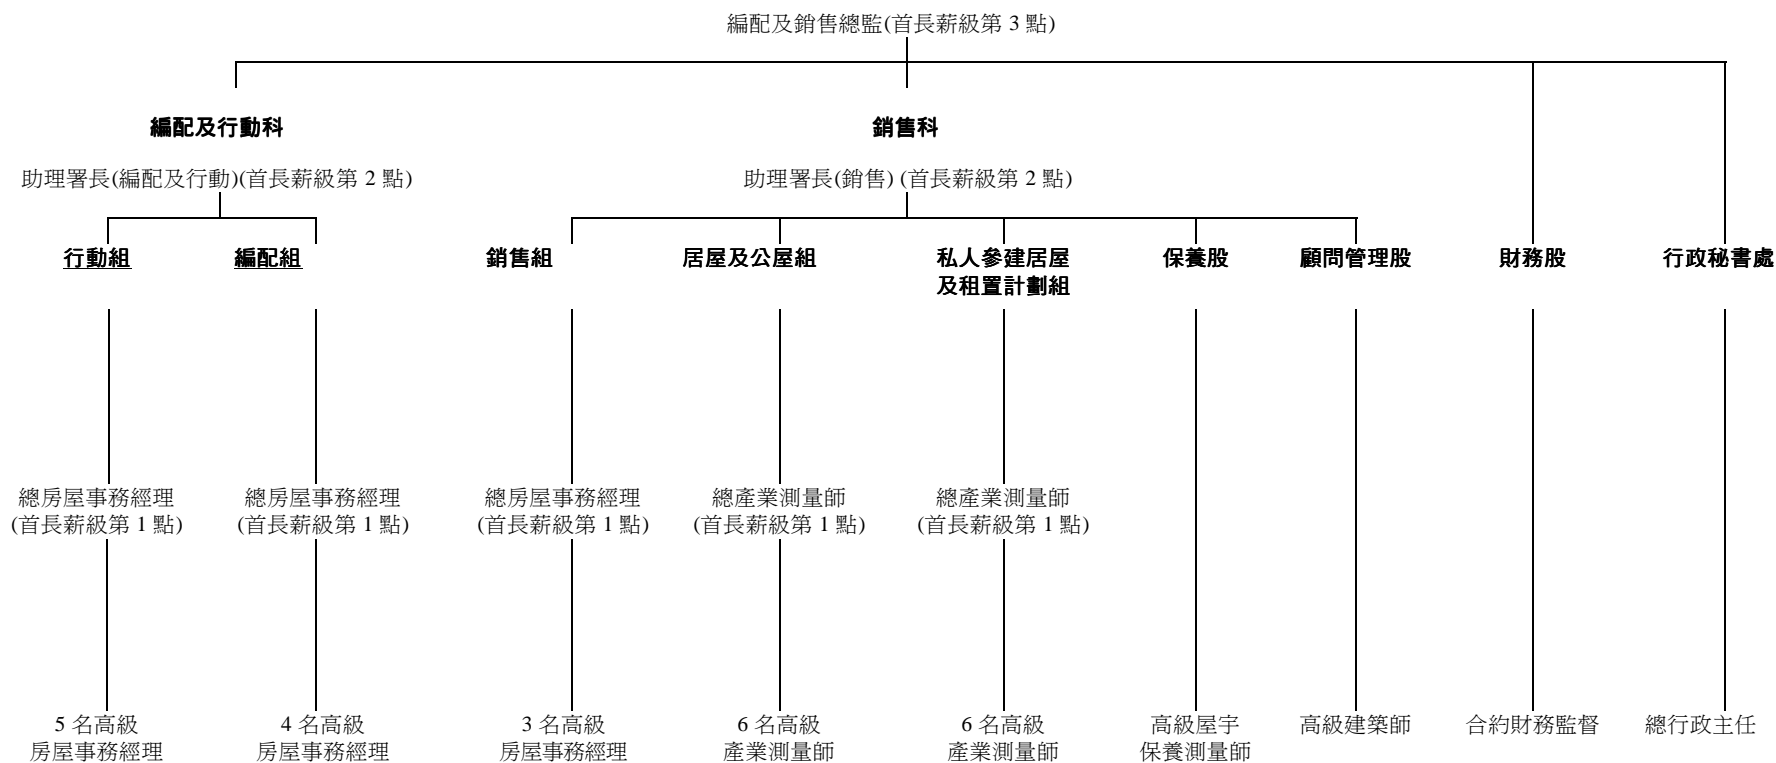 編配及銷售總監(首長薪級第 3 點)
編配及行動科
銷售科
助理署長(編配及行動)(首長薪級第 2 點)
助理署長(銷售) (首長薪級第 2 點)
行動組
編配組
銷售組
居屋及公屋組
私人參建居屋
及租置計劃組
保養股
顧問管理股
財務股
行政秘書處
總房屋事務經理
(首長薪級第 1 點)
總房屋事務經理
(首長薪級第 1 點)
總房屋事務經理
(首長薪級第 1 點)
總產業測量師
(首長薪級第 1 點)
總產業測量師
(首長薪級第 1 點)
5 名高級
房屋事務經理
4 名高級
房屋事務經理
3 名高級
房屋事務經理
6 名高級
產業測量師
6 名高級
產業測量師
高級屋宇
保養測量師
高級建築師
合約財務監督
總行政主任